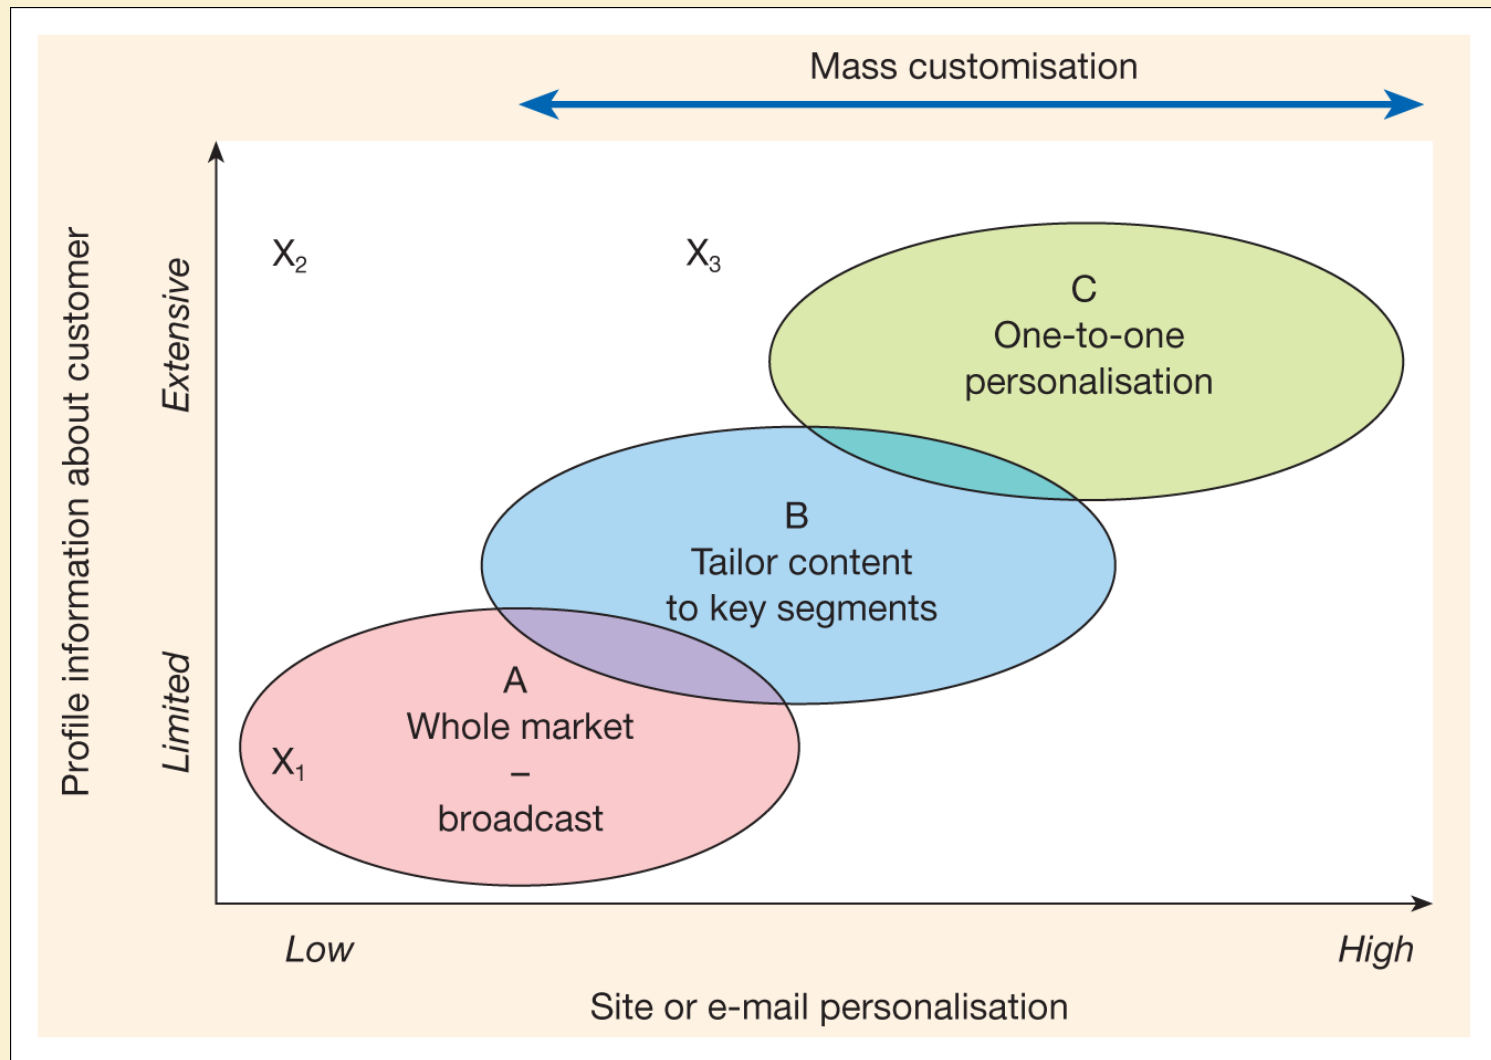 Mass customisation
Profile information about customer
Extensive
Limited
X2
X3
C
One-to-one
personalisation
B
Tailor content
to key segments
A
Whole market
–
broadcast
X1
Low
High
Site or e-mail personalisation